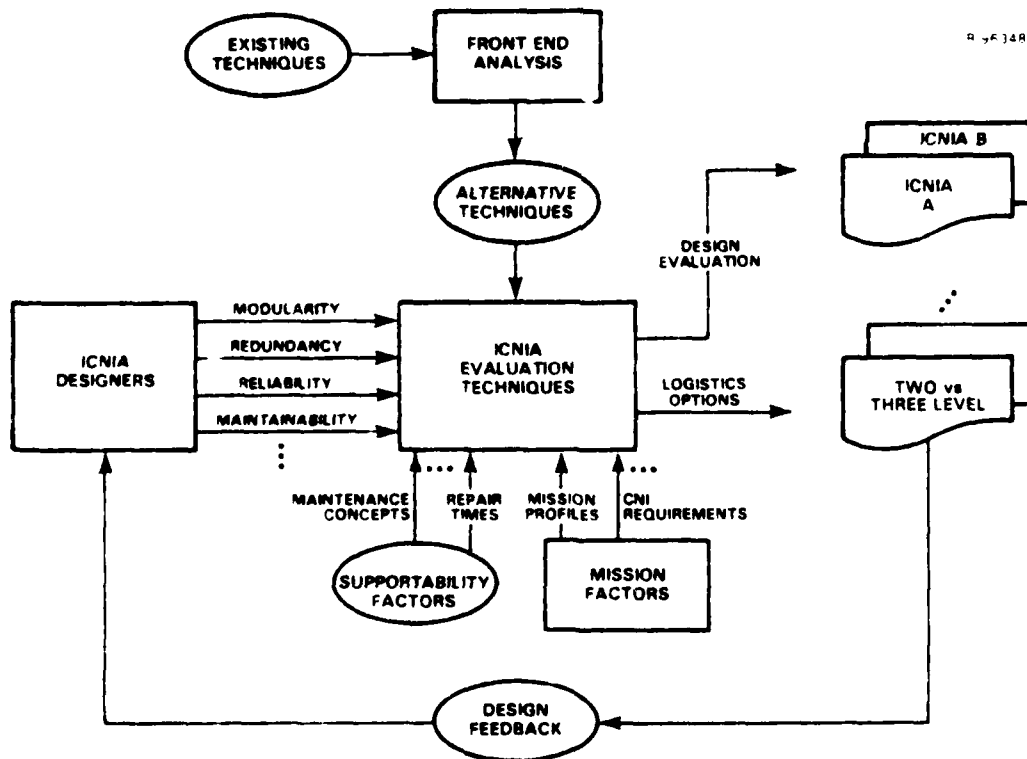 EXISTING
TECHNIQUES
FRONT END
ANALYSIS
ALTERNATIVE
TECHNIQUES
ICNIA B
ICNIA
A
DESIGN
EVALUATION
ICNIA
DESIGNERS
MODULARITY
REDUNDANCY
RELIABILITY
MAINTAINABILITY
ICNIA
EVALUATION
TECHNIQUES
LOGISTICS
OPTIONS
TWO vs
THREE LEVEL
MAINTENANCE
CONCEPTS
REPAIR
TIMES
MISSION
PROFILES
CNI
REQUIREMENTS
SUPPORTABILITY
FACTORS
MISSION
FACTORS
DESIGN
FEEDBACK